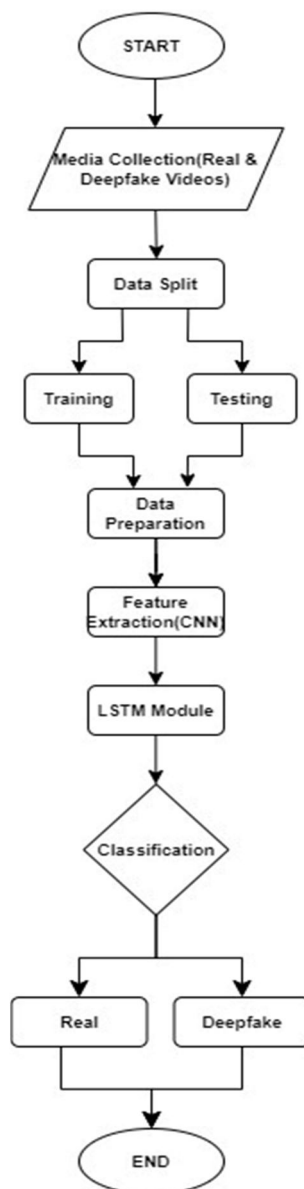 START
Media Collection(Real &
Deepfake Videos)
Data Split
Training
Testing
Data
Preparation
Feature
Extraction(CNN)
LSTM Module
Classification
Real
Deepfake
END